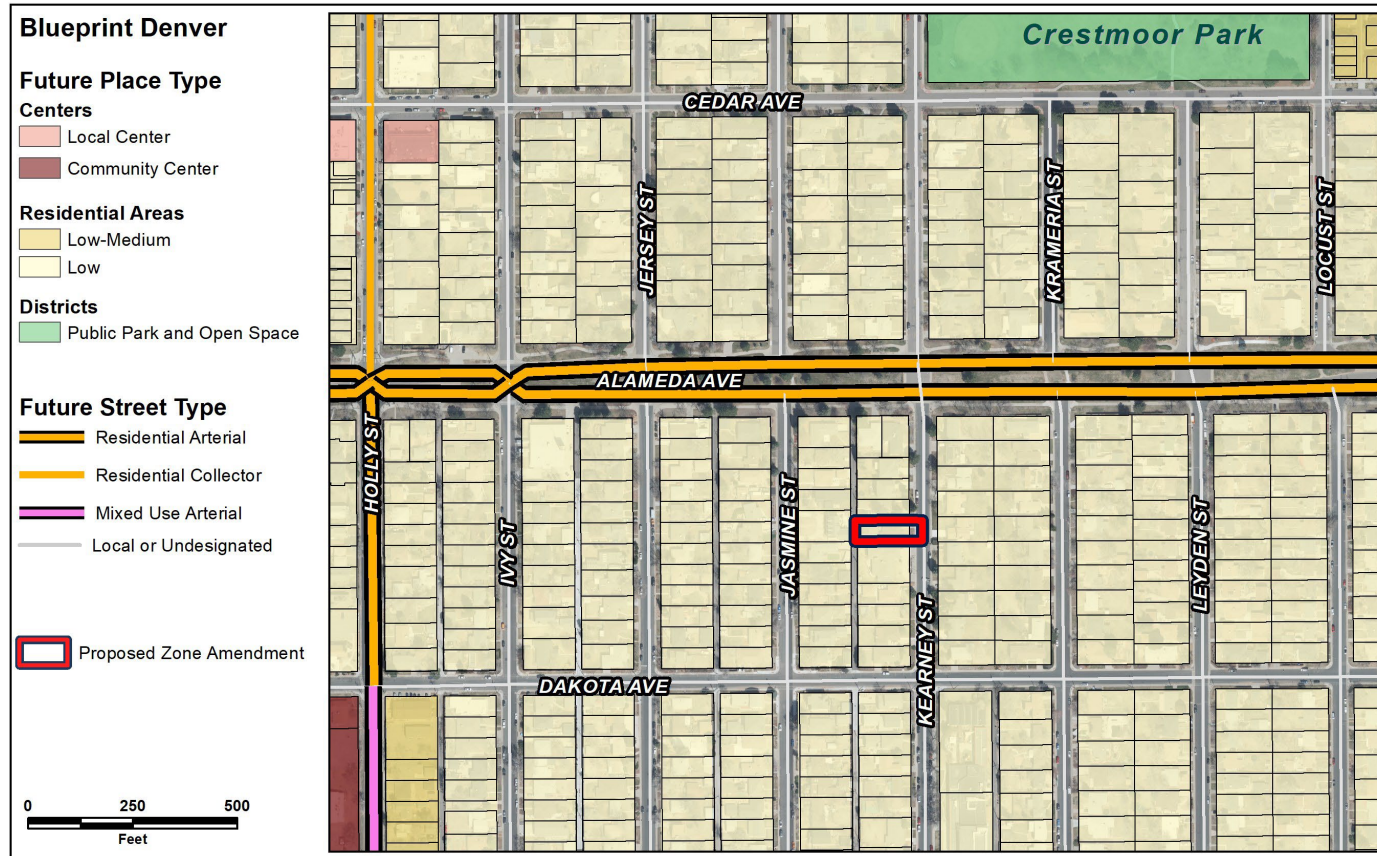 Blueprint Denver
Future Place Type
Centers
Local Center
Community Center
Residential Areas
Low-Medium
Low
Districts
Public Park and Open Space
Future Street Type
Residential Arterial
Residential Collector
Mixed Use Arterial
Local or Undesignated
Proposed Zone Amendment
0 250 500
Feet
Crestmoor Park
CEDAR AVE
JERSEY ST
KRAMERIA ST
LOCUST ST
ALAMEDA AVE
HOLLY ST
IVY ST
JASMINE ST
KEARNEY ST
LEYDEN ST
DAKOTA AVE